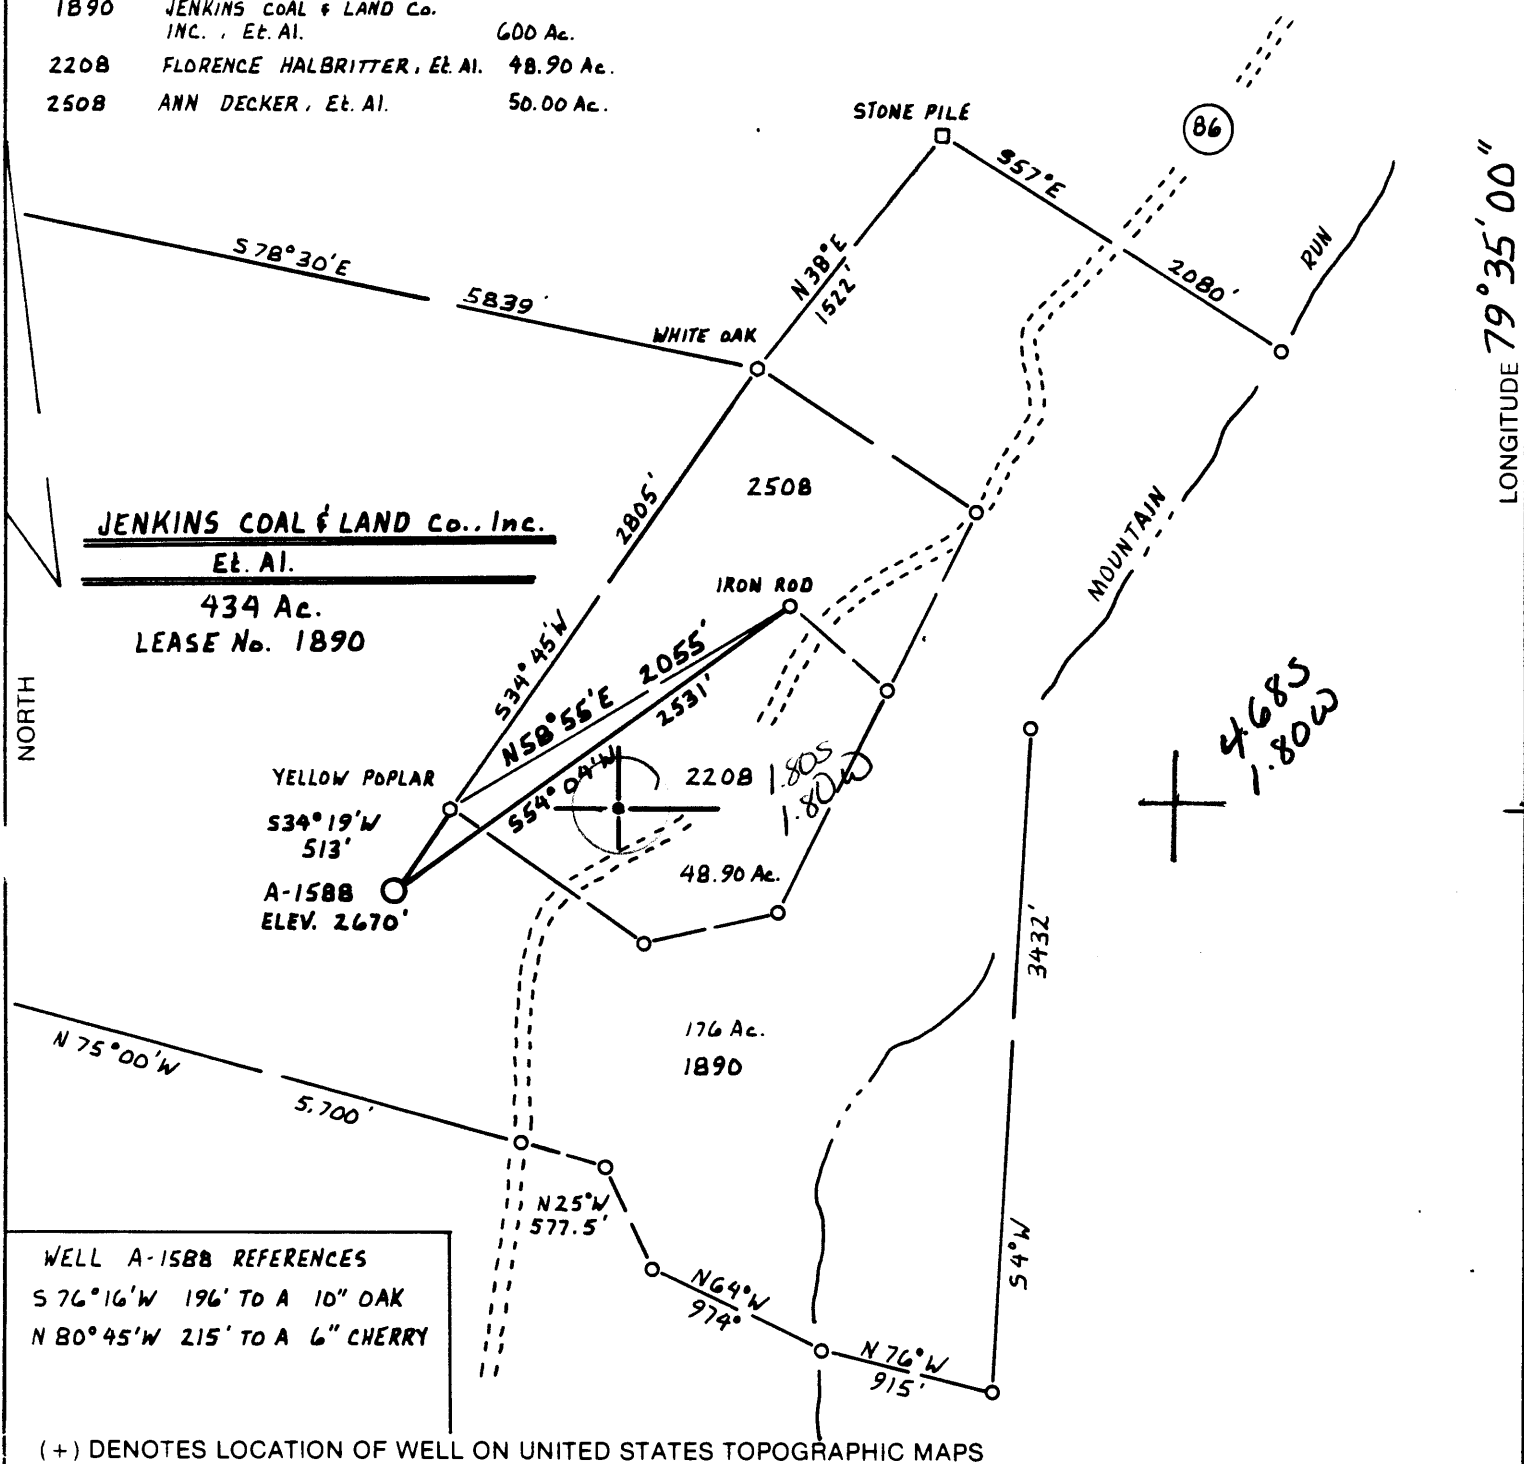 1890 JENKINS COAL & LAND Co.
INC., Et. Al. 600 Ac.
2208 FLORENCE HALBRITTER, Et. Al. 48.90 Ac.
2508 ANN DECKER, Et. Al. 50.00 Ac.
STONE PILE
86
S57°E
2080'
RUN
LONGITUDE 79°35'00"
S78°30'E
5839'
N38°E
1522'
WHITE OAK
2508
2805'
S34°45'W
JENKINS COAL & LAND Co., Inc.
Et. Al.
434 Ac.
LEASE No. 1890
IRON ROD
MOUNTAIN
NORTH
N58°55'E 2055'
2531'
S54°04'W
4.68S
1.80W
YELLOW POPLAR
S34°19'W
513'
2208
1.80S
1.80W
A-1588
ELEV. 2670'
48.90 Ac.
3432'
S4°W
176 Ac.
1890
N75°00'W
5,700'
N25°W
577.5'
N64°W
974°
N76°W
915'
WELL A-1588 REFERENCES
S76°16'W 196' TO A 10" OAK
N80°45'W 215' TO A 6" CHERRY
(+) DENOTES LOCATION OF WELL ON UNITED STATES TOPOGRAPHIC MAPS